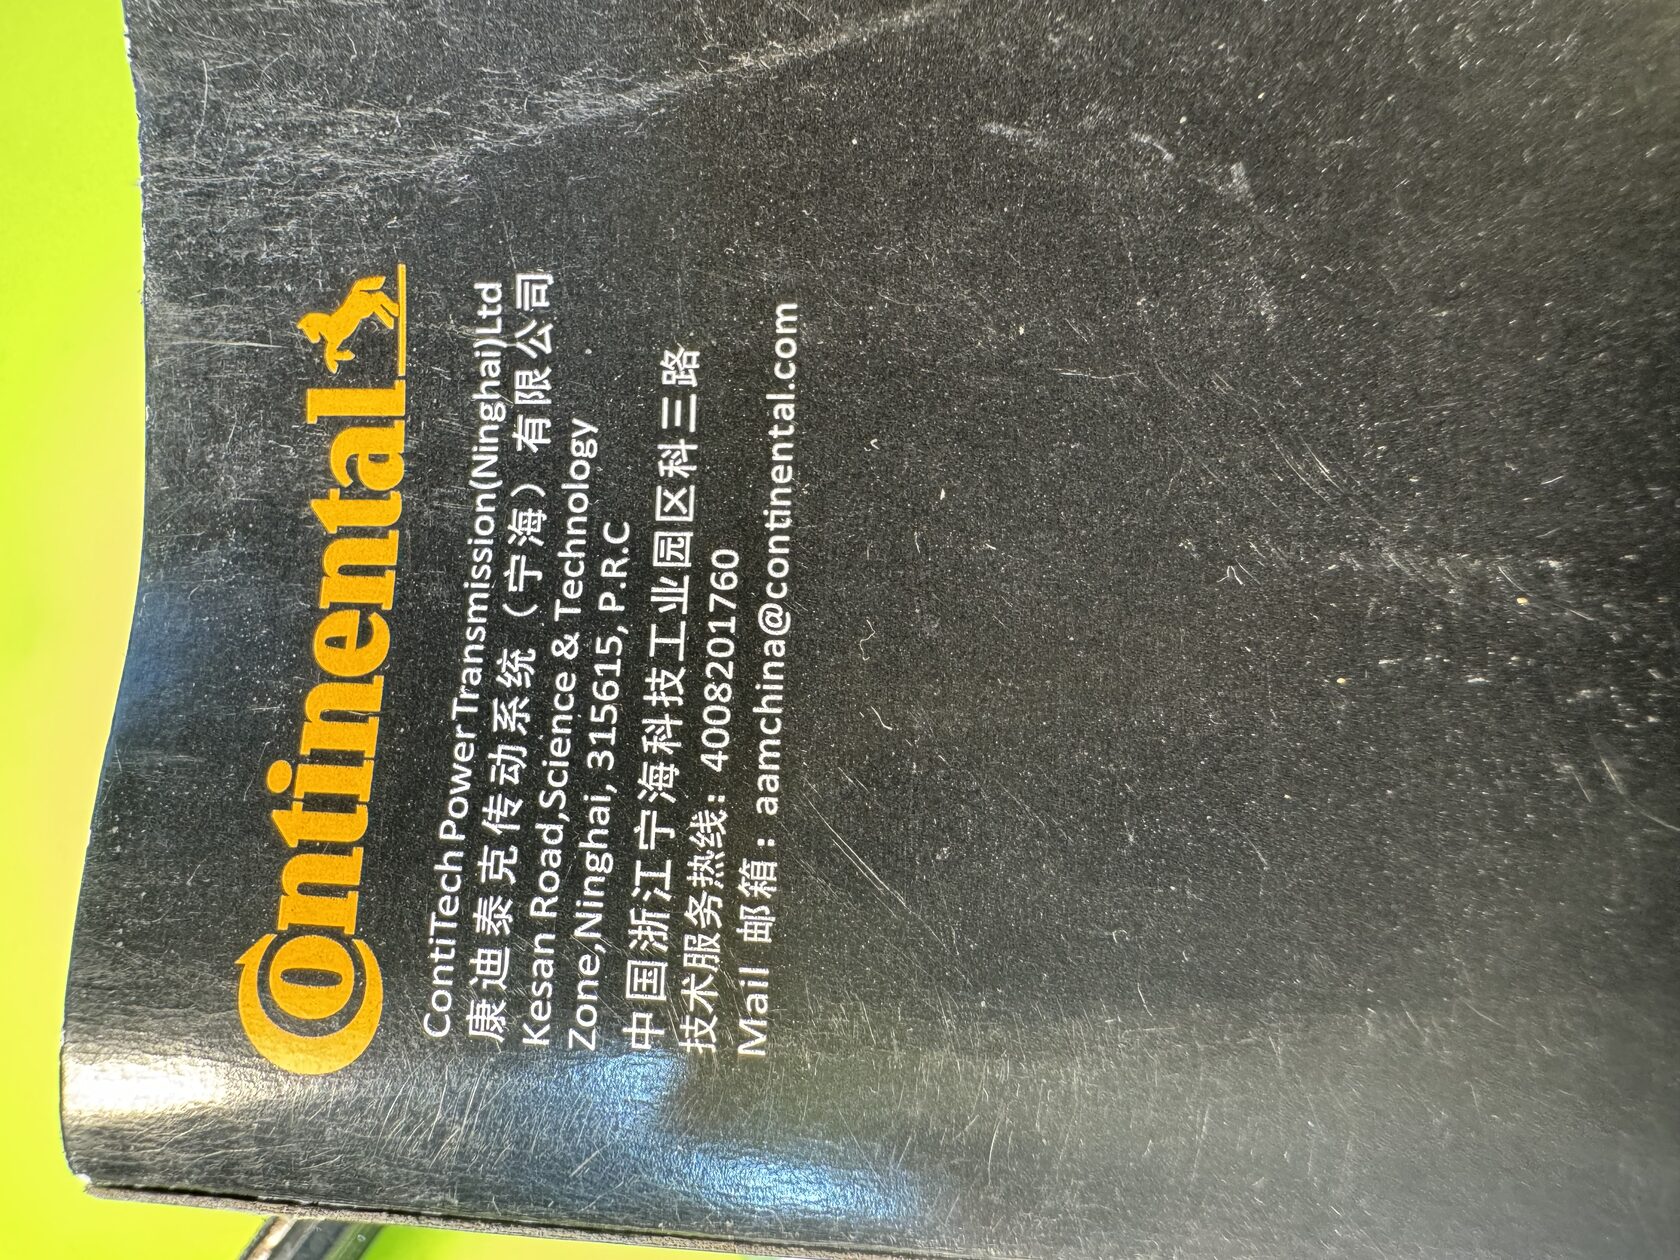 Continental
ContiTech Power Transmission(Ninghai)Ltd
康迪泰克传动系统（宁海）有限公司
Kesan Road,Science & Technology
Zone,Ninghai, 315615, P.R.C
中国浙江宁海科技工业园区科三路
技术服务热线：4008201760
Mail 邮箱：aamchina@continental.com